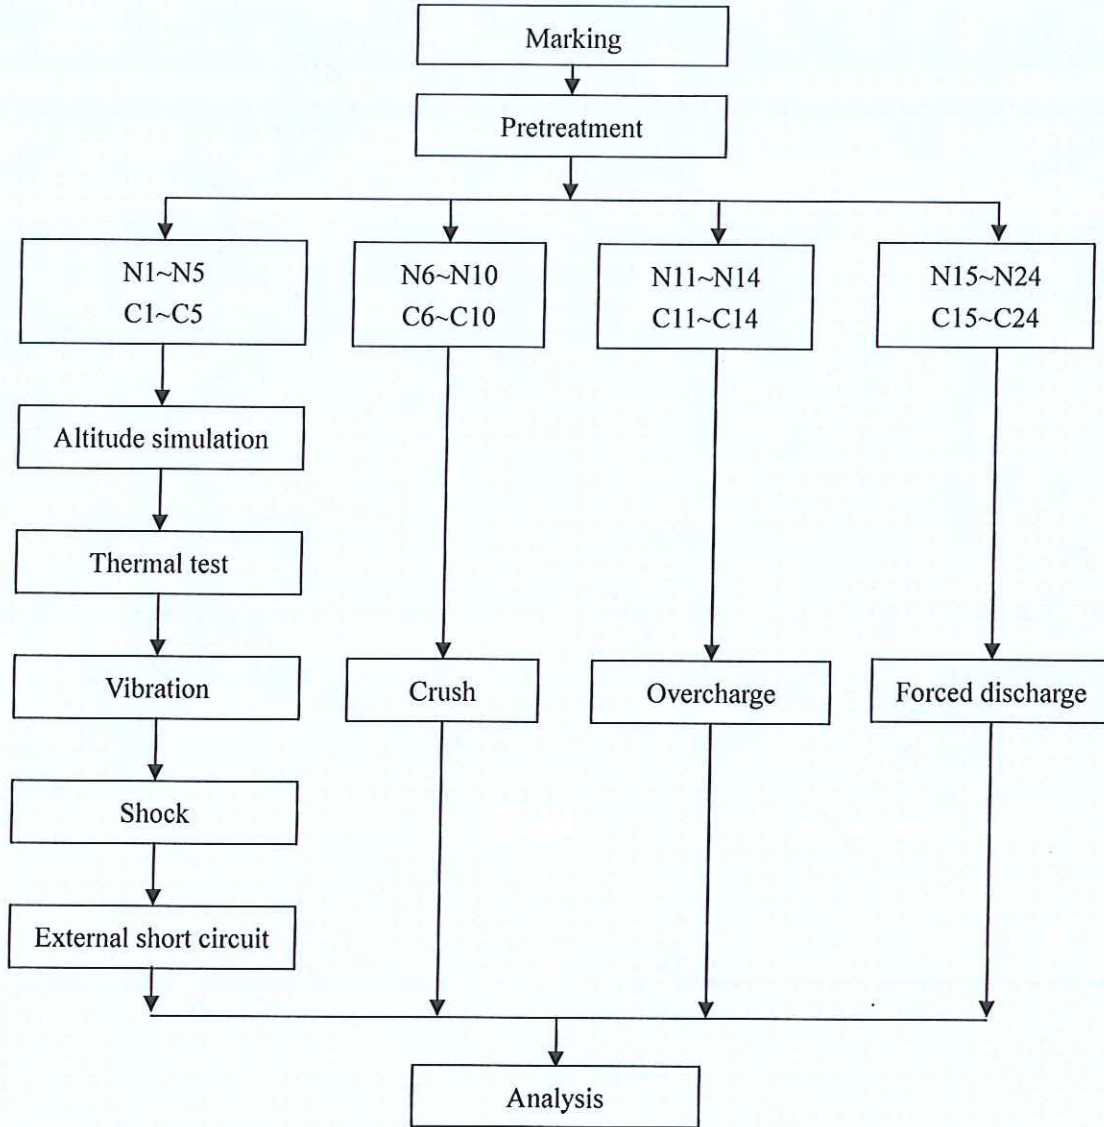 Marking
Pretreatment
N1~N5
C1~C5
N6~N10
C6~C10
N11~N14
C11~C14
N15~N24
C15~C24
Altitude simulation
Thermal test
Vibration
Crush
Overcharge
Forced discharge
Shock
External short circuit
Analysis